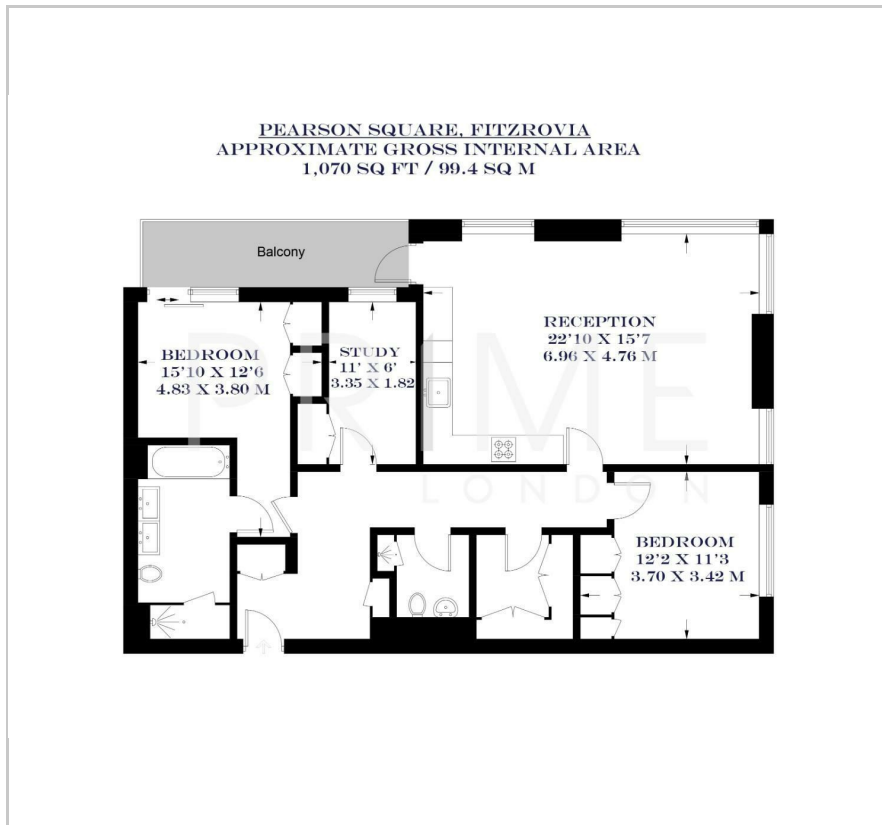 PEARSON SQUARE, FITZROVIA
APPROXIMATE GROSS INTERNAL AREA
1,070 SQ FT / 99.4 SQ M
Balcony
RECEPTION
22'10 X 15'7
6.96 X 4.76 M
BEDROOM
15'10 X 12'6
4.83 X 3.80 M
STUDY
11' X 6'
3.35 X 1.82
PRIME
LONDON
BEDROOM
12'2 X 11'3
3.70 X 3.42 M